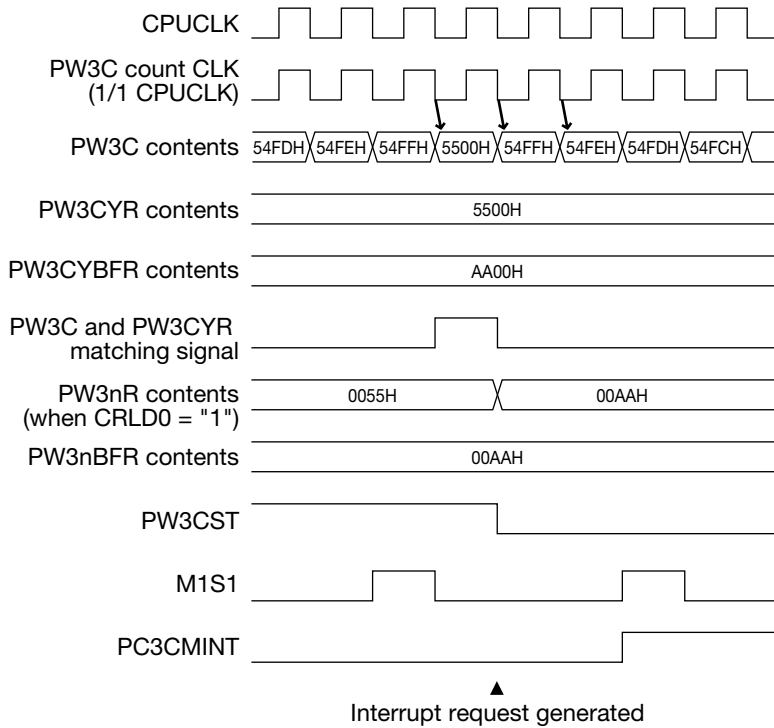 CPUCLK
PW3C count CLK
(1/1 CPUCLK)
PW3C contents 54FDH 54FEH 54FFH 5500H 54FFH 54FEH 54FDH 54FCH
PW3CYR contents 5500H
PW3CYBFR contents AA00H
PW3C and PW3CYR
matching signal
PW3nR contents 0055H 00AAH
(when CRLD0 = "1")
PW3nBFR contents 00AAH
PW3CST
M1S1
PC3CMINT
Interrupt request generated